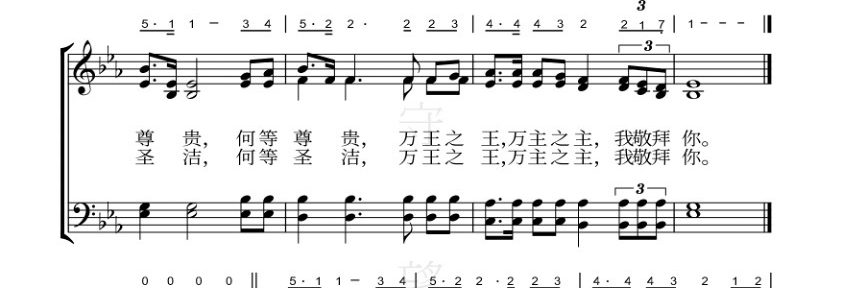 5· 1 1 － 3 4 | 5· 2 2· 2 2 3 | 4· 4 4 3 2 2 1 7 | 1 - - - ‖
3
3
尊 贵, 何 等 尊 贵, 万 王 之 王,万 主 之 主, 我敬拜 你。
圣 洁, 何 等 圣 洁, 万 王 之 王,万 主 之 主, 我敬拜 你。
3
0 0 0 0 ‖ 5· 1 1－ 3 4 | 5· 2 2 · 2 2 3 | 4· 4 4 3 2 1 2 |